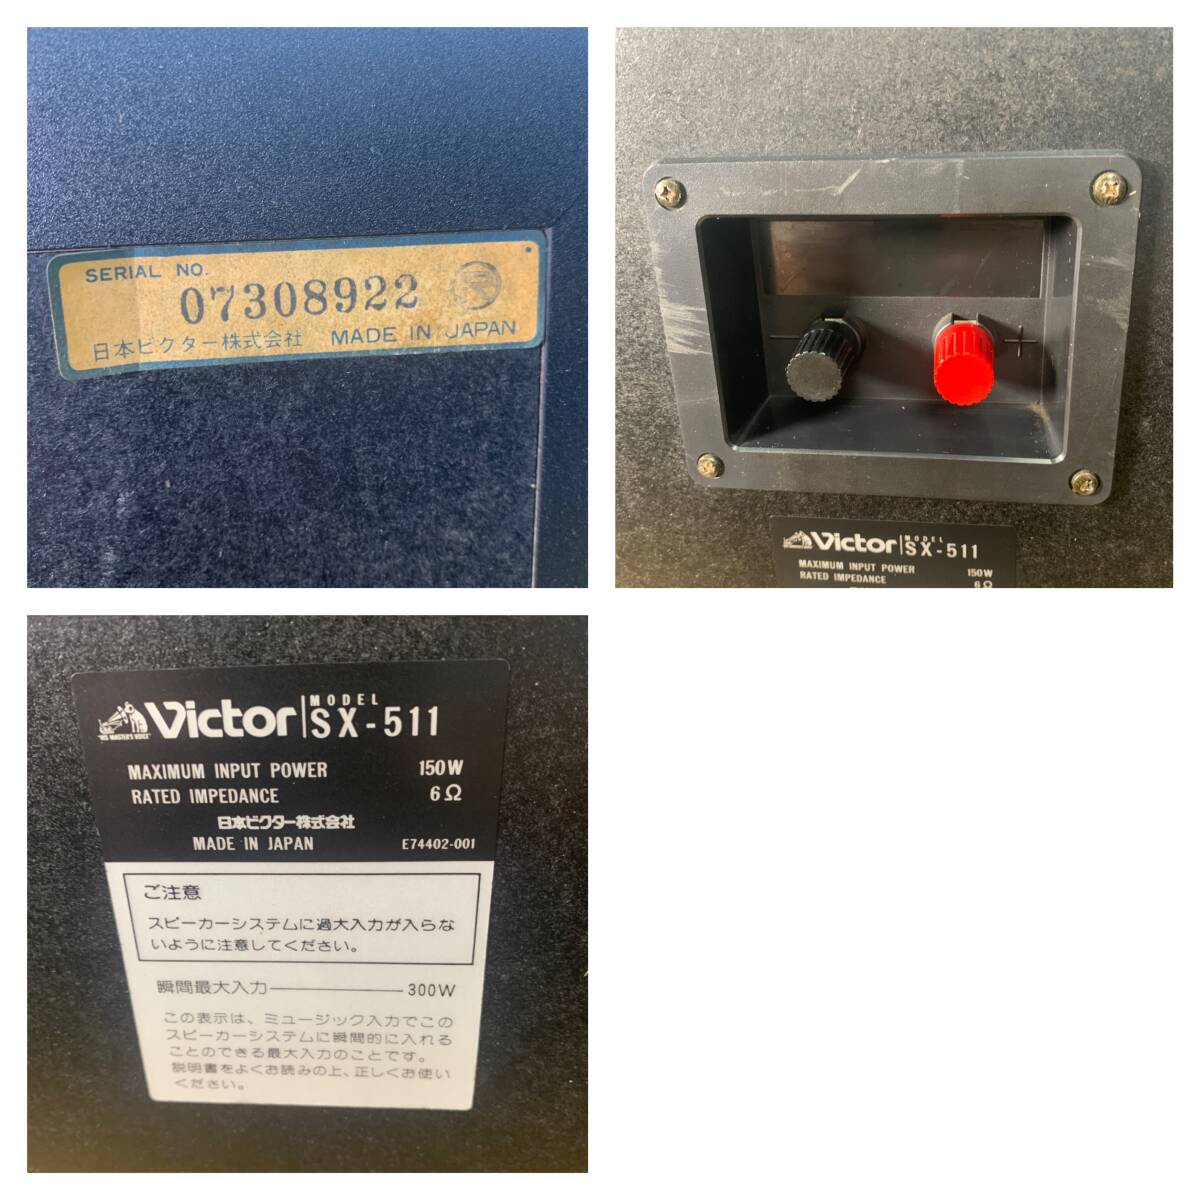 SERIAL NO.
07308922
日本ビクター株式会社 MADE IN JAPAN
− +
Victor MODEL SX-511
MAXIMUM INPUT POWER 150W
RATED IMPEDANCE 6Ω
"HIS MASTER'S VOICE"
Victor MODEL SX-511
MAXIMUM INPUT POWER 150W
RATED IMPEDANCE 6Ω
日本ビクター株式会社
MADE IN JAPAN E74402-001
ご注意
スピーカーシステムに過大入力が入らな
いように注意してください。
瞬間最大入力 300W
この表示は、ミュージック入力でこの
スピーカーシステムに瞬間的に入れる
ことのできる最大入力のことです。
説明書をよくお読みの上、正しくお使い
ください。